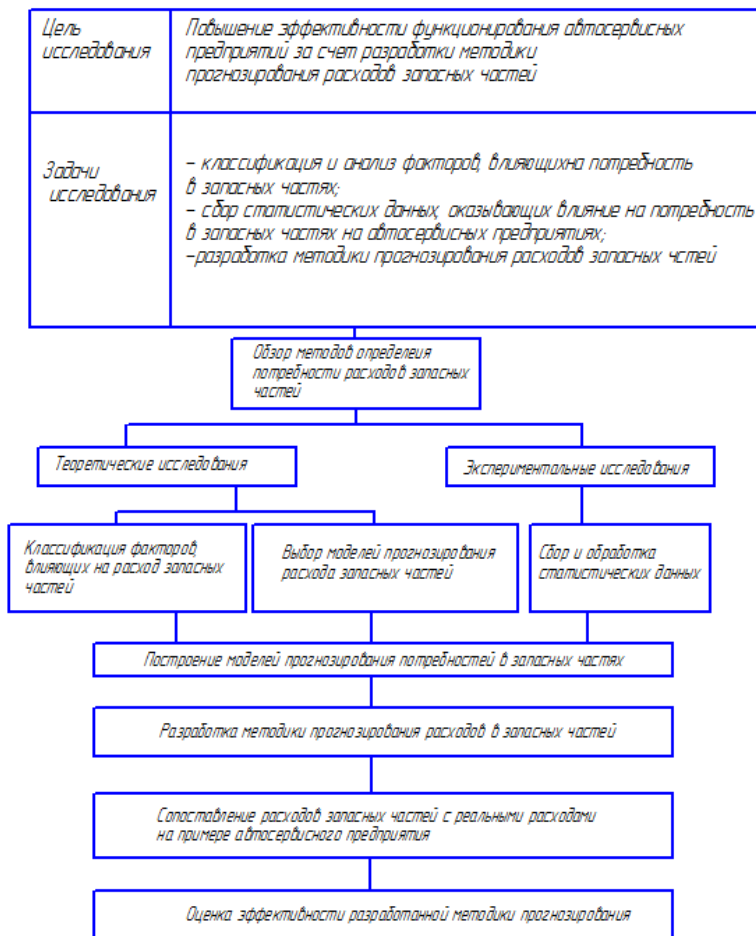 Цель
исследования
Повышение эффективности функционирования автосервисных
предприятий за счет разработки методики
прогнозирования расходов запасных частей
Задачи
исследования
– классификация и анализ факторов, влияющихна потребность
в запасных частях;
– сбор статистических данных, оказывающих влияние на потребность
в запасных частях на автосервисных предприятиях;
–разработка методики прогнозирования расходов запасных чстей
Обзор методов определеия
потребности расходов запасных
частей
Теоретические исследования
Экспериментальные исследования
Классификация факторов,
влияющих на расход запасных
частей
Выбор моделей прогнозирования
расхода запасных частей
Сбор и обработка
статистических данных
Построение моделей прогнозирования потребностей в запасных частях
Разработка методики прогнозирования расходов в запасных частей
Сопоставление расходов запасных частей с реальными расходами
на примере автосервисного предприятия
Оценка эффективности разработанной методики прогнозирования